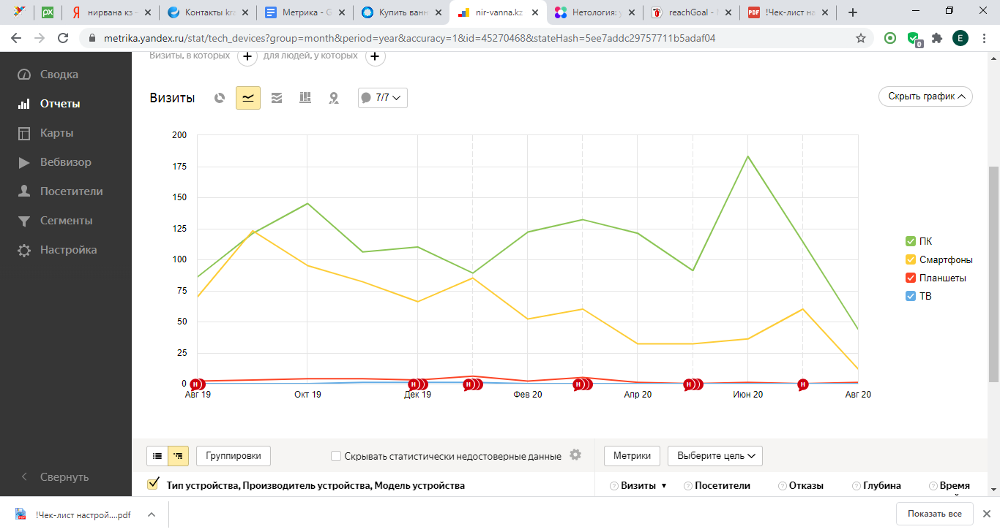 нирвана кз -
Контакты kra
Метрика - G
Купить ванн
nir-vanna.kz
Нетология: у
reachGoal -
!Чек-лист на
metrika.yandex.ru/stat/tech_devices?group=month&period=year&accuracy=1&id=45270468&stateHash=5ee7addc29757711b5adaf04
0
E
Визиты, в которых + для людей, у которых +
Сводка
Отчеты
Карты
Вебвизор
Посетители
Сегменты
Настройка
Свернуть
Визиты
7/7
Скрыть график
200
175
150
125
100
75
50
25
0
ПК
Смартфоны
Планшеты
ТВ
Н Н Н Н Н Н
Авг 19 Окт 19 Дек 19 Фев 20 Апр 20 Июн 20 Авг 20
Группировки
Скрывать статистически недостоверные данные
Метрики
Выберите цель
Тип устройства, Производитель устройства, Модель устройства
Визиты ▼ Посетители Отказы Глубина Время
!Чек-лист настрой....pdf
Показать все